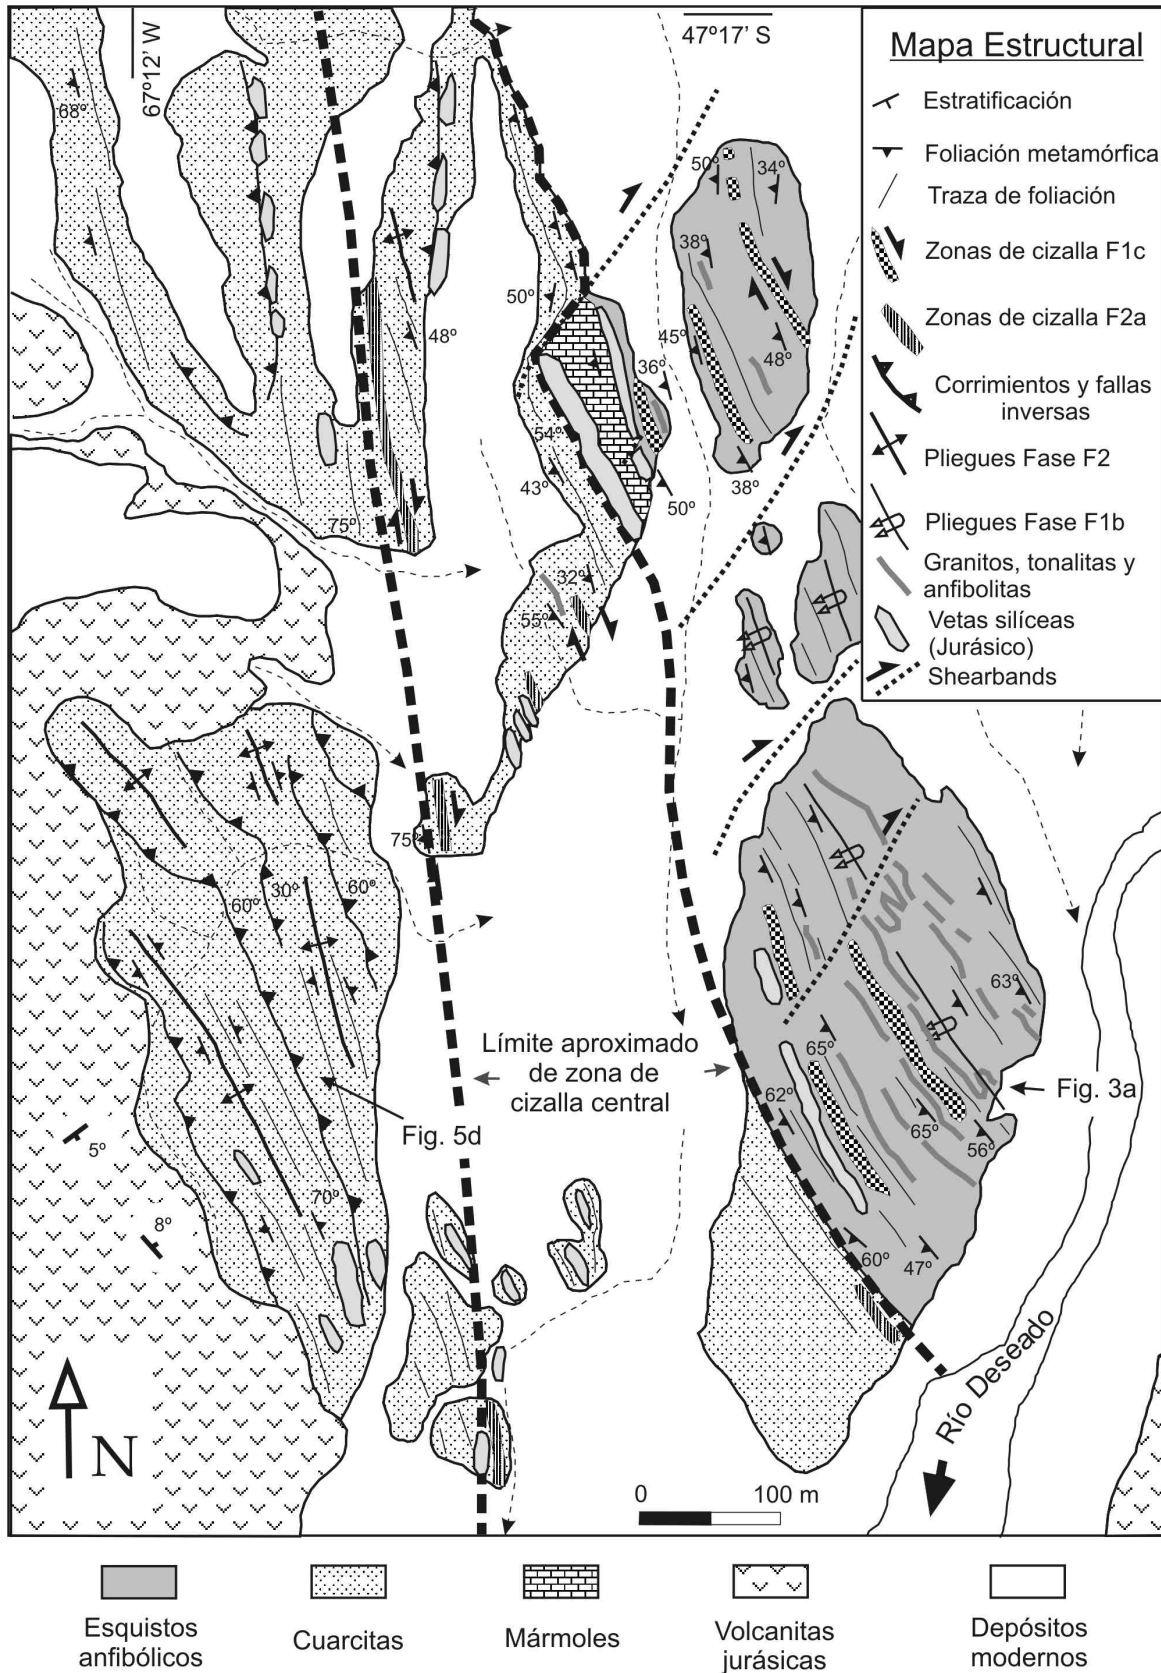 67º12' W
47º17' S
Mapa Estructural
Estratificación
Foliación metamórfica
Traza de foliación
Zonas de cizalla F1c
Zonas de cizalla F2a
Corrimientos y fallas
inversas
Pliegues Fase F2
Pliegues Fase F1b
Granitos, tonalitas y
anfibolitas
Vetas silíceas
(Jurásico)
Shearbands
68º
50º
34º
38º
50º
48º
45º
36º
48º
54º
43º
50º
38º
75º
32º
55º
75º
60º
30º
60º
63º
65º
62º
65º
56º
Límite aproximado
de zona de
cizalla central
Fig. 3a
Fig. 5d
5º
8º
70º
60º
47º
N
Río Deseado
0 100 m
Esquistos
anfibólicos
Cuarcitas
Mármoles
Volcanitas
jurásicas
Depósitos
modernos